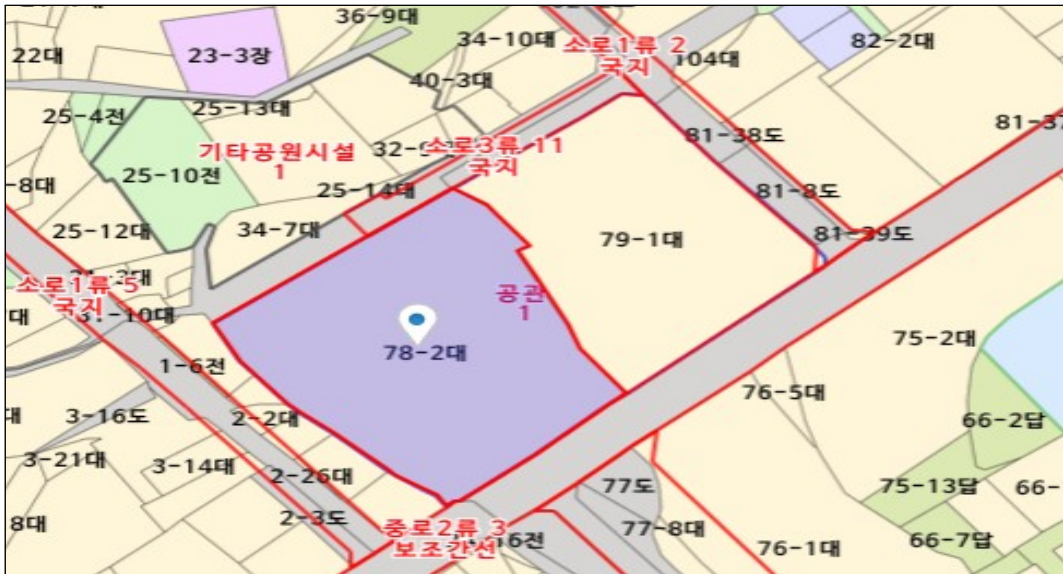 36-9대
34-10대
22대
23-3장
소로1류 2
국지
104대
82-2대
40-3대
25-4전
25-13대
32-9
81-38도
81-37
기타공원시설
1
소로3류 11
국지
25-10전
25-14대
81-8도
-8대
25-12대
34-7대
79-1대
81-39도
소로1류 5
국지
-10대
공관
1
대
78-2대
75-2대
1-6전
76-5대
3-16도
2-2대
66-2답
3-21대
3-14대
2-26대
77도
75-13답
66-
8대
2-3도
중로2류 3
보조간선
16전
77-8대
76-1대
66-7답